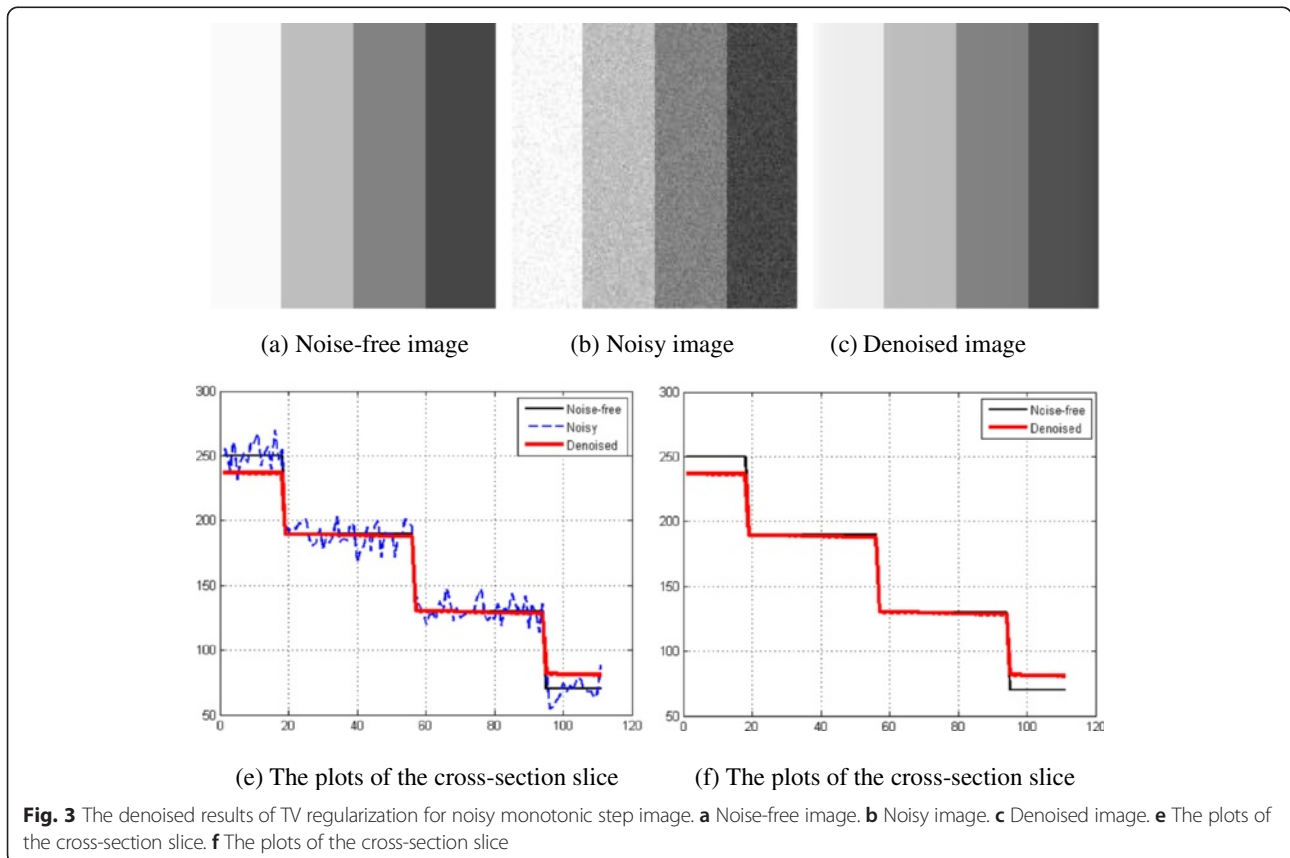 (a) Noise-free image
(b) Noisy image
(c) Denoised image
300
250
200
150
100
50
0
20
40
60
80
100
120
Noise-free
Noisy
Denoised
300
250
200
150
100
50
0
20
40
60
80
100
120
Noise-free
Denoised
(e) The plots of the cross-section slice
(f) The plots of the cross-section slice
Fig. 3 The denoised results of TV regularization for noisy monotonic step image. a Noise-free image. b Noisy image. c Denoised image. e The plots of
the cross-section slice. f The plots of the cross-section slice